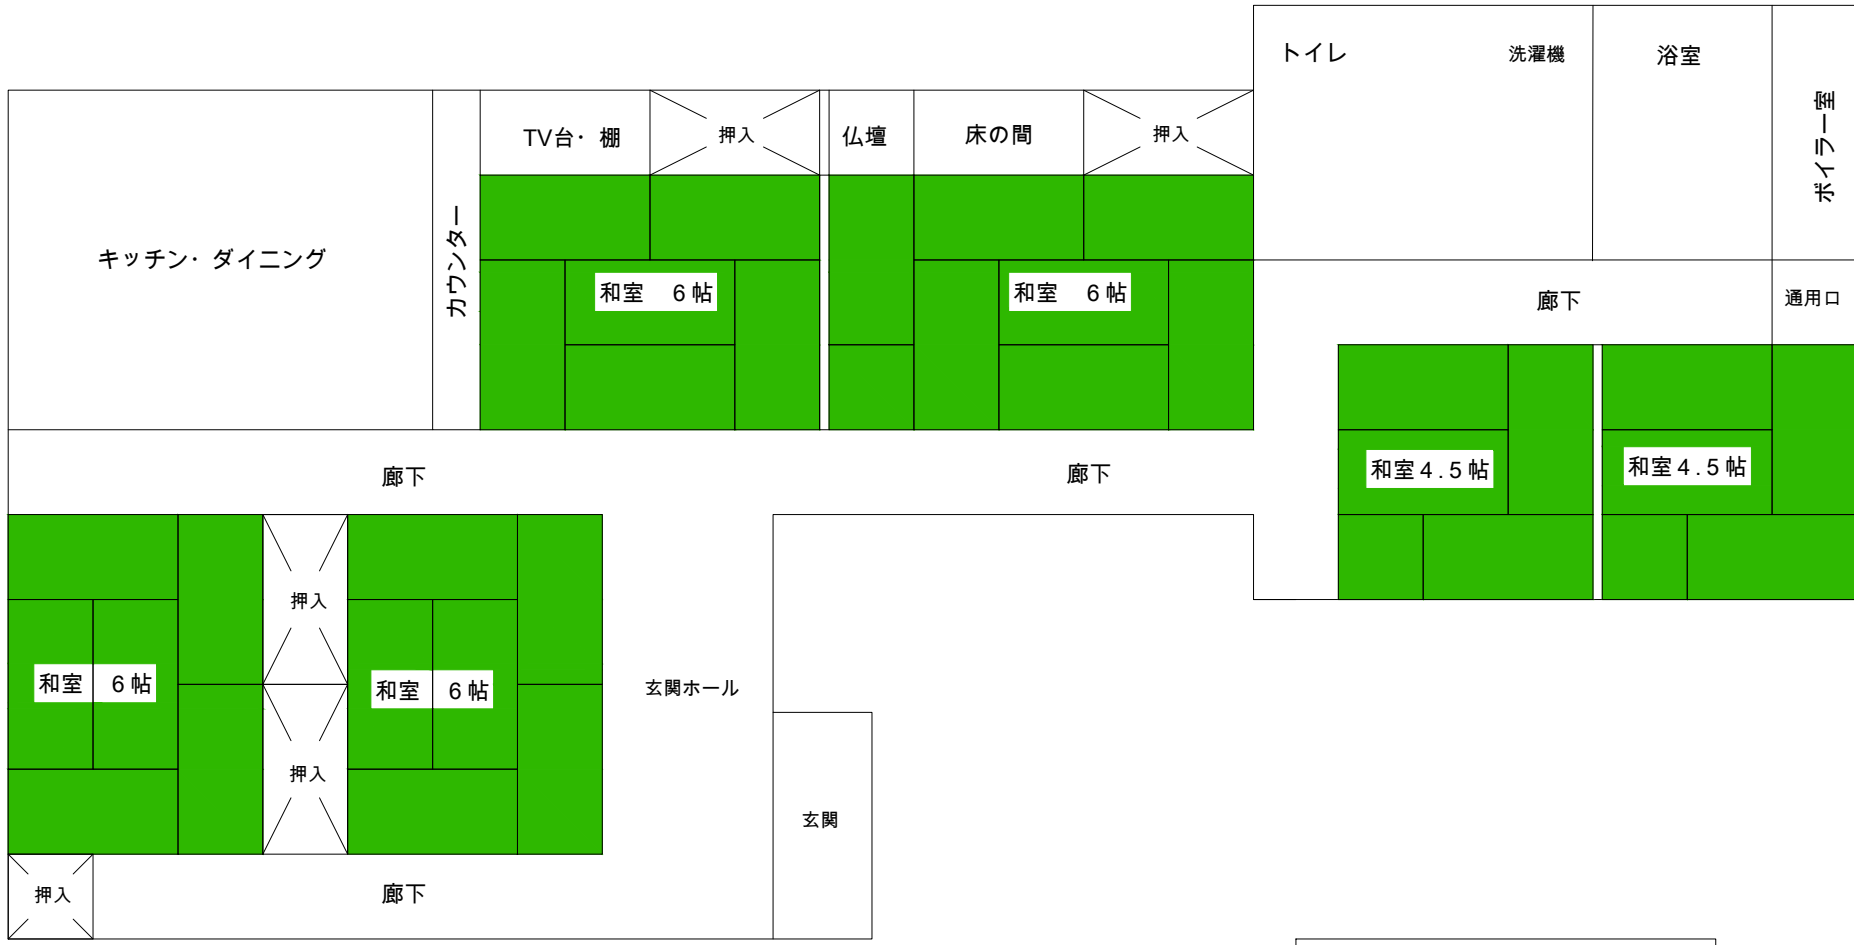 トイレ
洗濯機
浴室
ボイラー室
TV台・棚
押入
仏壇
床の間
押入
キッチン・ダイニング
カウンター
和室 6帖
和室 6帖
廊下
通用口
廊下
廊下
和室4.5帖
和室4.5帖
押入
和室 6帖
和室 6帖
玄関ホール
押入
玄関
押入
廊下